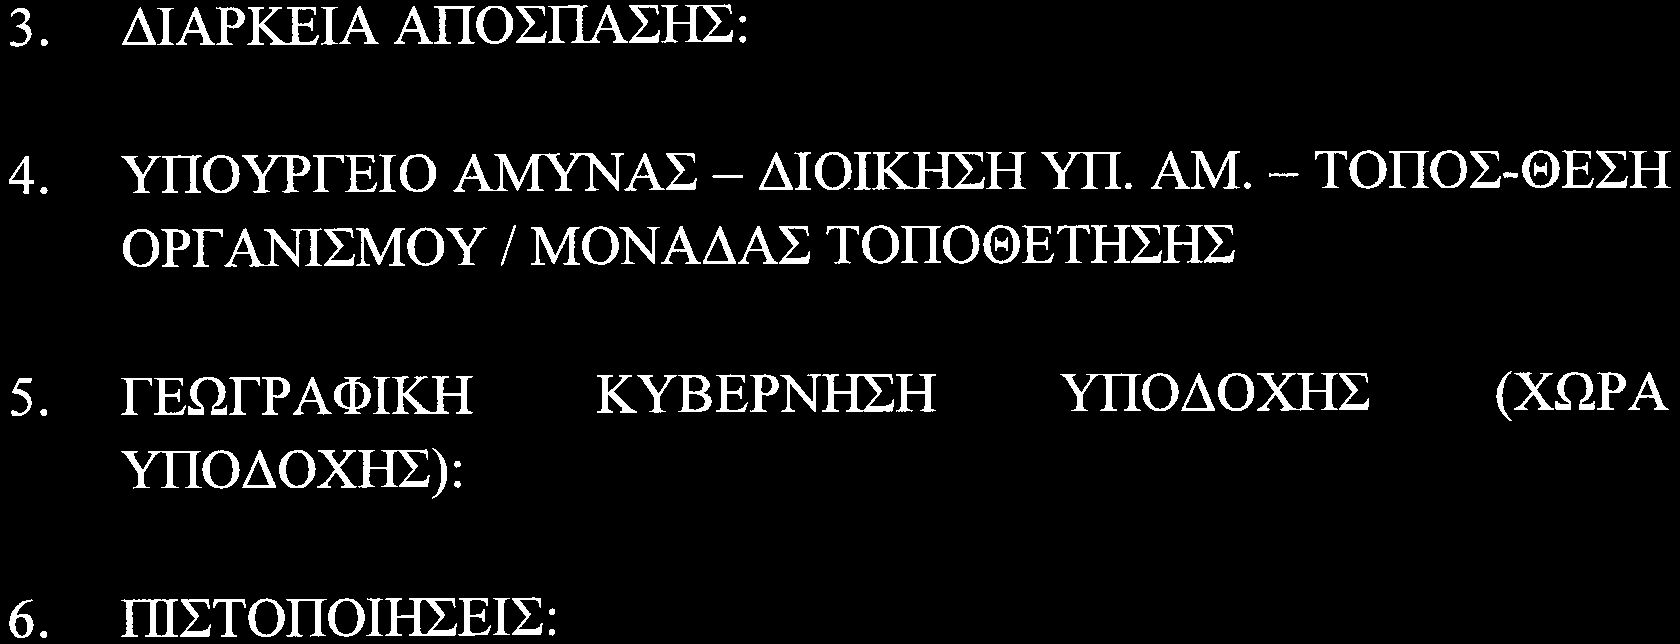 3. ΔΙΑΡΚΕΙΑ ΑΠΟΣΠΑΣΗΣ:
4. ΥΠΟΥΡΓΕΙΟ ΑΜΥΝΑΣ – ΔΙΟΙΚΗΣΗ ΥΠ. ΑΜ. – ΤΟΠΟΣ-ΘΕΣΗ
ΟΡΓΑΝΙΣΜΟΥ / ΜΟΝΑΔΑΣ ΤΟΠΟΘΕΤΗΣΗΣ
5. ΓΕΩΓΡΑΦΙΚΗ ΚΥΒΕΡΝΗΣΗ ΥΠΟΔΟΧΗΣ (ΧΩΡΑ
ΥΠΟΔΟΧΗΣ):
6. ΠΙΣΤΟΠΟΙΗΣΕΙΣ: